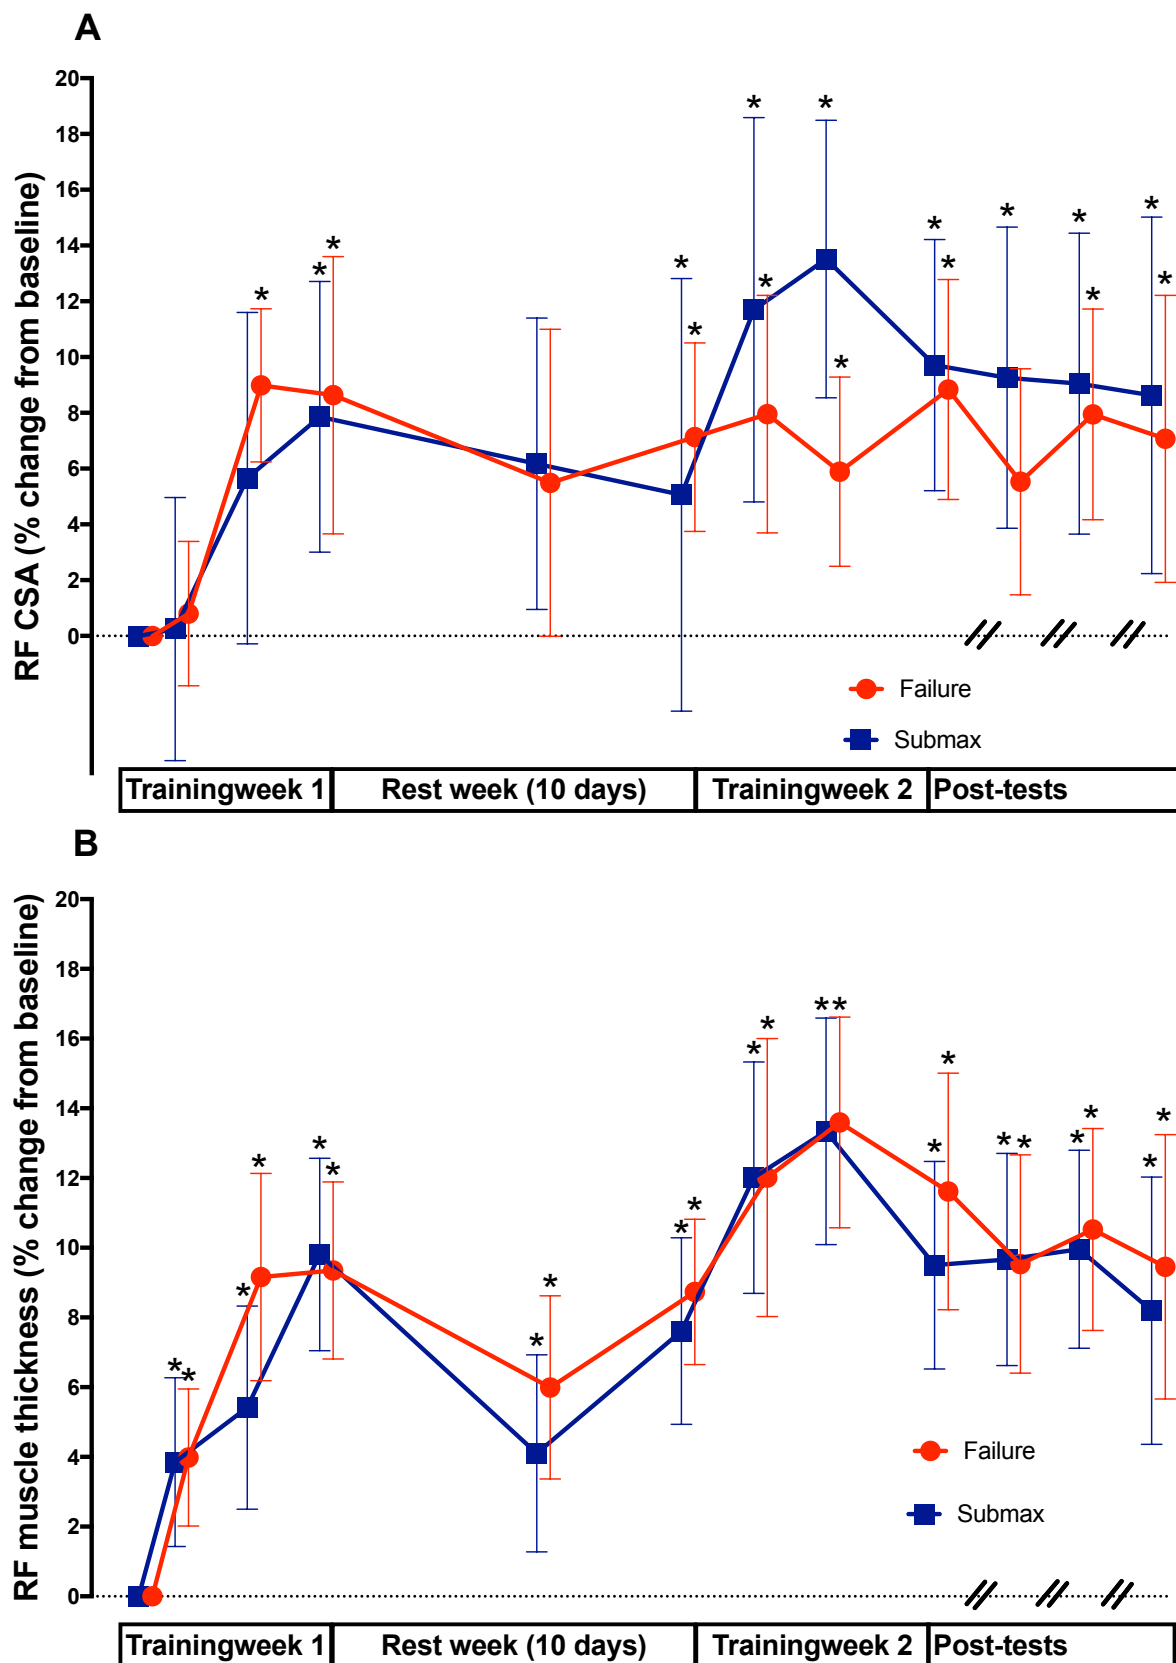 A
RF CSA (% change from baseline)
20
18
16
14
12
10
8
6
4
2
0
* * * * * * * * * * * * * * * *
Failure
Submax
Trainingweek 1 Rest week (10 days) Trainingweek 2 Post-tests
B
RF muscle thickness (% change from baseline)
20
18
16
14
12
10
8
6
4
2
0
* * * * * * * * * * * * * * * * * * * * * *
Failure
Submax
Trainingweek 1 Rest week (10 days) Trainingweek 2 Post-tests